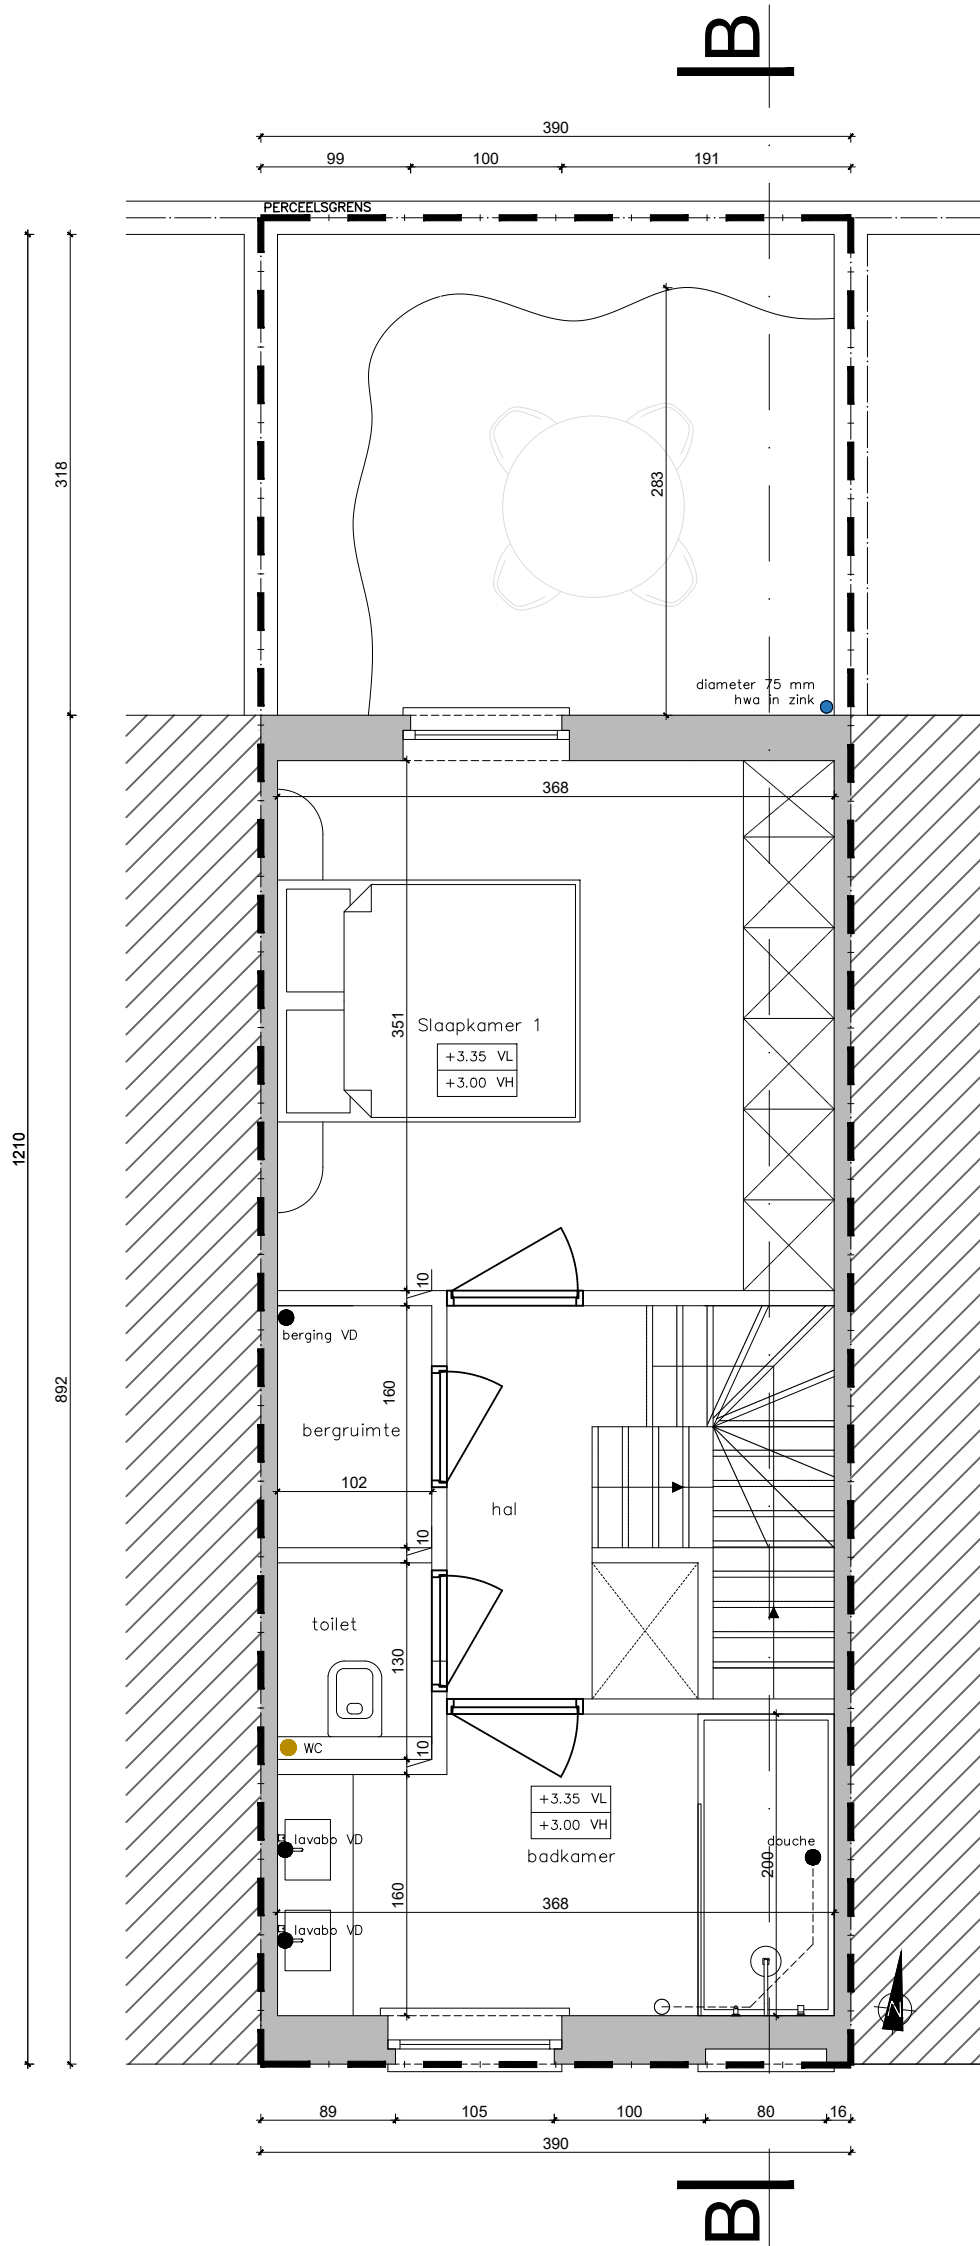 B
390
99 100 191
PERCEELSGRENS
318
283
diameter 75 mm
hwa in zink
368
351
Slaapkamer 1
+3.35 VL
+3.00 VH
1210
10
berging VD
892
160
bergruimte
102
hal
10
toilet
130
10
WC
+3.35 VL
+3.00 VH
lavabo VD
douche
badkamer
200
160
368
lavabo VD
N
89 105 100 80 16
390
B